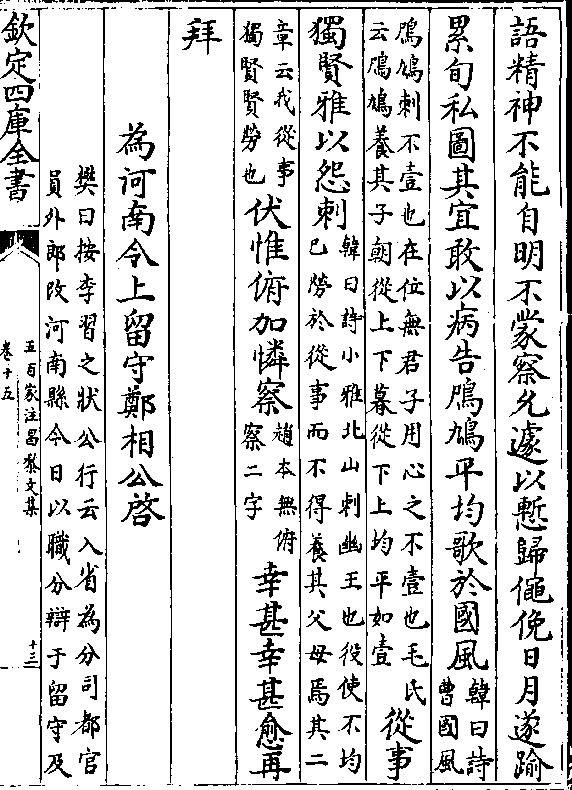 語精神不能自明不蒙察允遽以慙歸僶俛日月遂踰
累旬私圖其宜敢以病告鳲鳩平均歌於國風韓曰詩
曹國風
鳲鳩刺不壹也在位無君子用心之不壹也毛氏
云鳲鳩養其子朝從上下暮從下上均平如壹
從事
獨賢雅以怨刺韓曰詩小雅北山刺幽王也役使不均
已勞於從事而不得養其父母焉其二
章云我從事
獨賢賢勞也
伏惟俯加憐察趙本無俯
察二字
幸甚幸甚愈再
拜
為河南令上留守鄭相公啓
樊曰按李習之狀公行云入省為分司都官
員外郎改河南縣令日以職分辯于留守及
欽定四庫全書
五百家注昌黎文集
卷十五
十三